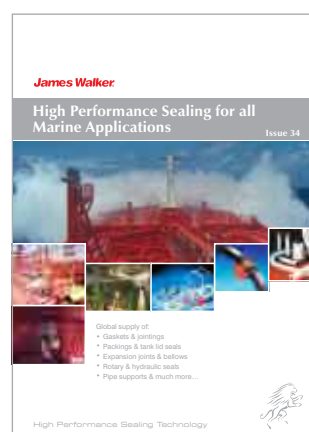 James Walker
High Performance Sealing for all
Marine Applications
Issue 34
Global supply of:
• Gaskets & jointings
• Packings & tank lid seals
• Expansion joints & bellows
• Rotary & hydraulic seals
• Pipe supports & much more...
High Performance Sealing Technology